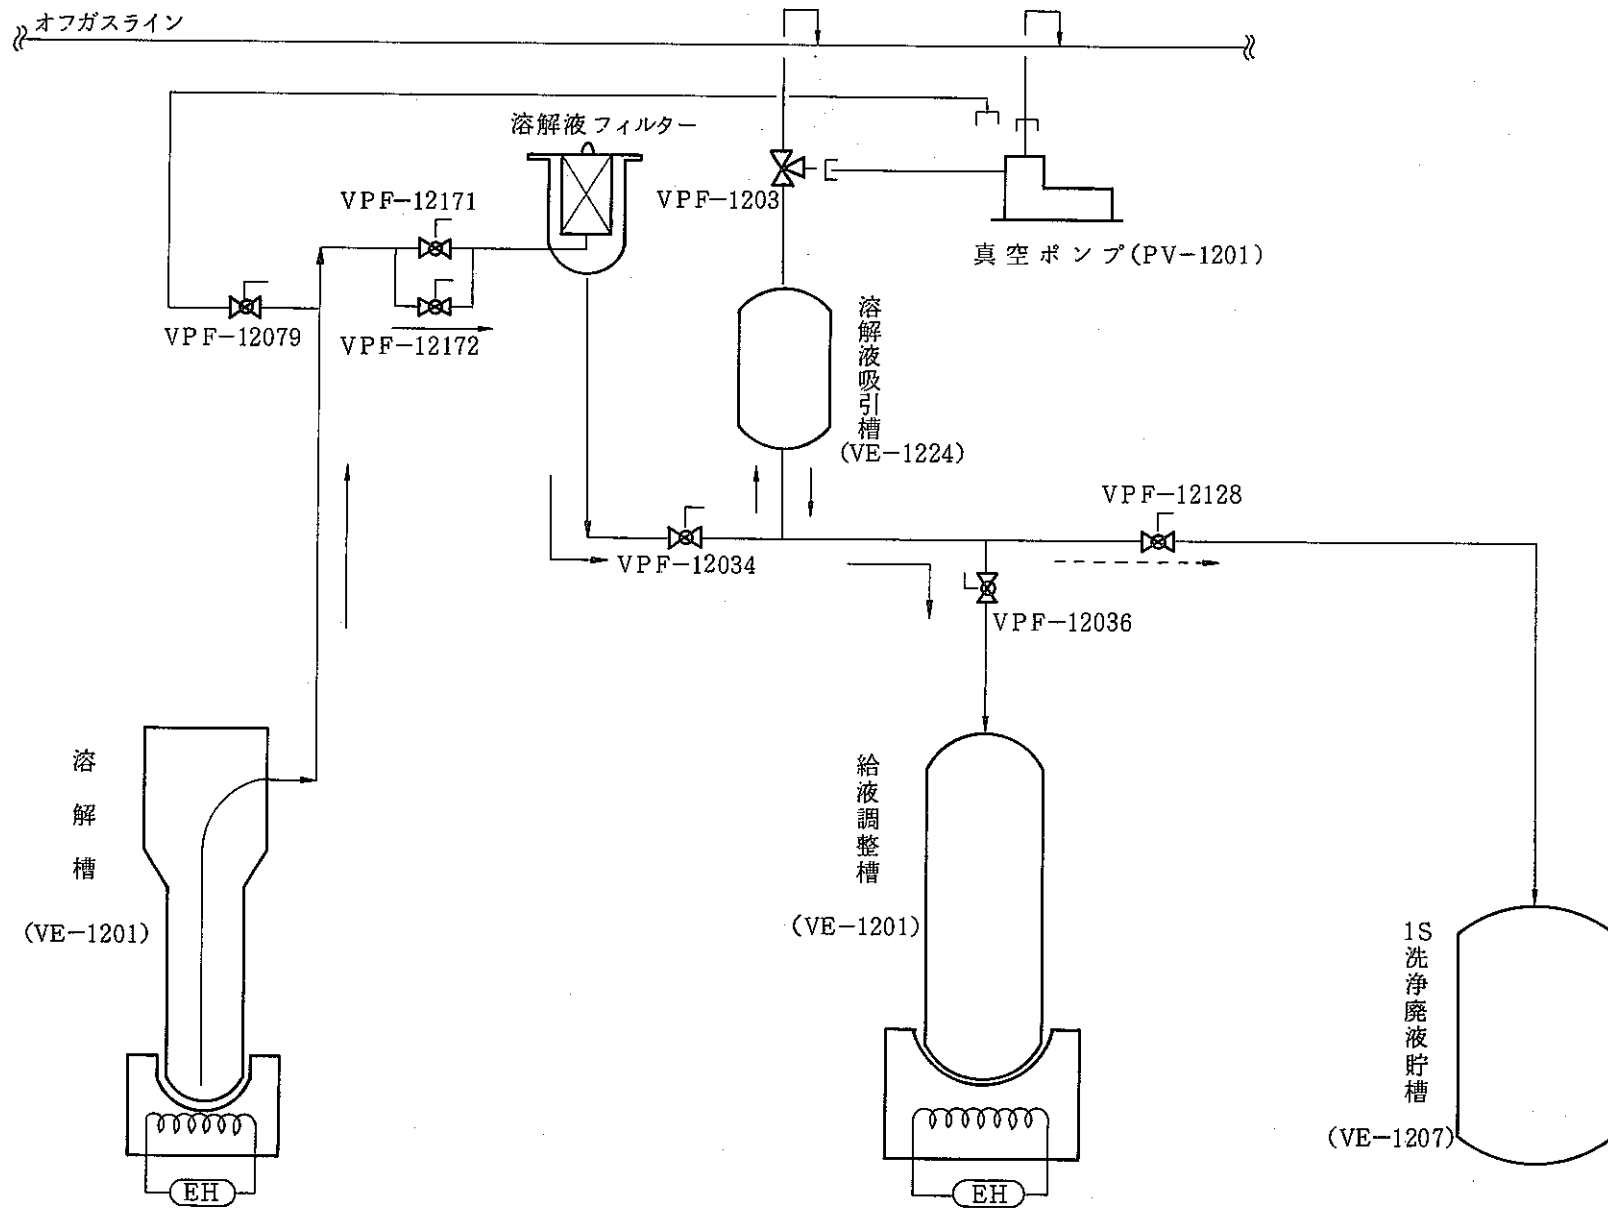 オフガスライン
溶解液フィルター
VPF-12171
VPF-1203
真空ポンプ(PV-1201)
VPF-12079
VPF-12172
溶解液吸引槽
(VE-1224)
VPF-12128
VPF-12034
VPF-12036
溶解槽
(VE-1201)
給液調整槽
(VE-1201)
1S
洗浄廃液貯槽
(VE-1207)
EH
EH